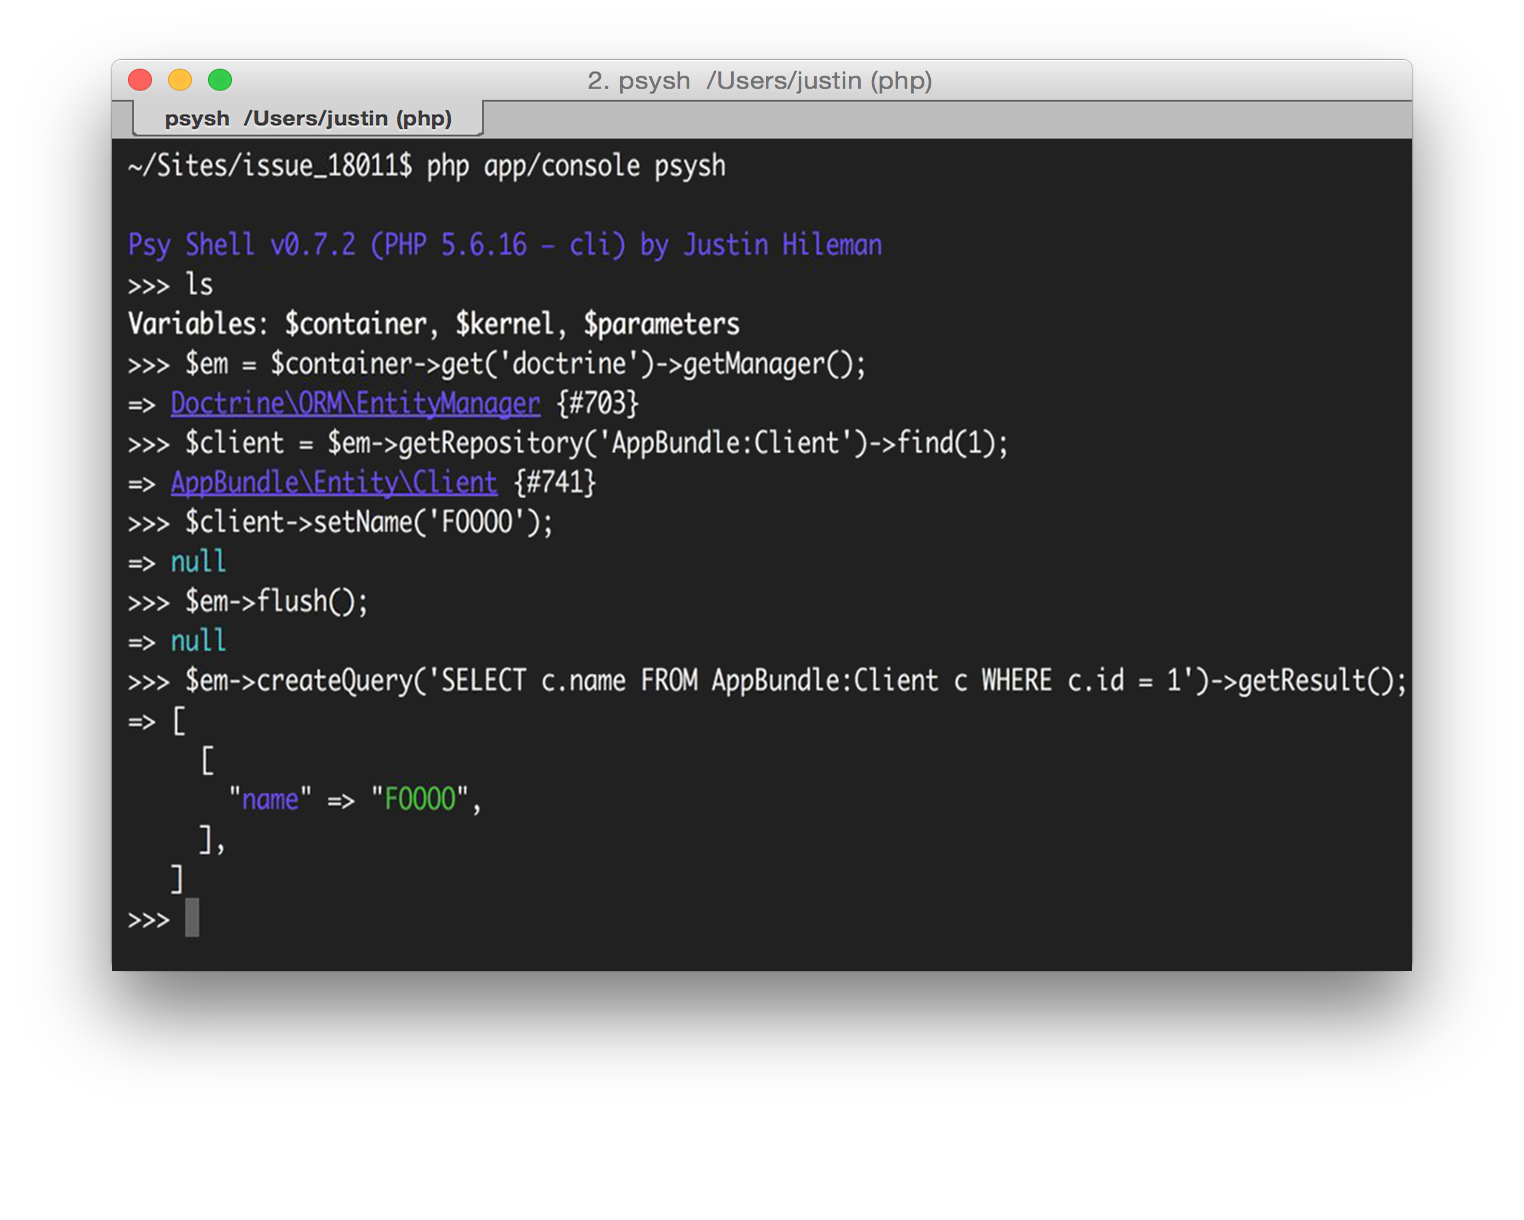 2. psysh /Users/justin (php)
psysh /Users/justin (php)
~/Sites/issue_18011$ php app/console psysh
Psy Shell v0.7.2 (PHP 5.6.16 – cli) by Justin Hileman
>>> ls
Variables: $container, $kernel, $parameters
>>> $em = $container->get('doctrine')->getManager();
=> Doctrine\ORM\EntityManager {#703}
>>> $client = $em->getRepository('AppBundle:Client')->find(1);
=> AppBundle\Entity\Client {#741}
>>> $client->setName('FOOOO');
=> null
>>> $em->flush();
=> null
>>> $em->createQuery('SELECT c.name FROM AppBundle:Client c WHERE c.id = 1')->getResult();
=> [
[
"name" => "FOOOO",
],
]
>>>